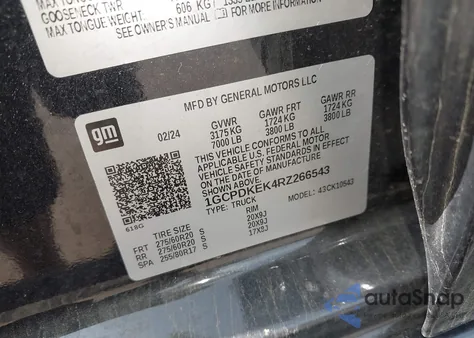 GOOSENECK TWR
MAX TONGUE WEIGHT: 606 KG
SEE OWNER'S MANUAL
FOR MORE INFORMATION
MFD BY GENERAL MOTORS LLC
gm
02/24 GVWR GAWR FRT GAWR RR
3175 KG 1724 KG 1724 KG
7000 LB 3800 LB 3800 LB
THIS VEHICLE CONFORMS TO ALL
APPLICABLE U.S. FEDERAL MOTOR
VEHICLE SAFETY STANDARDS IN
EFFECT ON THE DATE OF MANUFACTURE
SHOWN ABOVE.
1GCPDKEK4RZ266543
TYPE: TRUCK MODEL: 43CK10543
618G
TIRE SIZE RIM
FRT 275/60R20 S 20X9J
RR 275/60R20 S 20X9J
SPA 255/80R17 S 17X8J
autoSnap